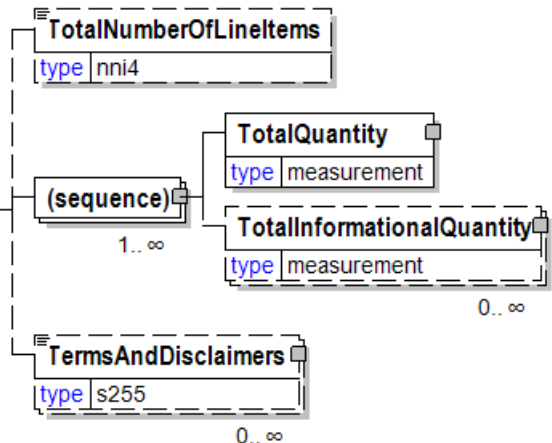 TotalNumberOfLineItems
type nni4
TotalQuantity
type measurement
(sequence)
1.. ∞
TotalInformationalQuantity
type measurement
0.. ∞
TermsAndDisclaimers
type s255
0.. ∞